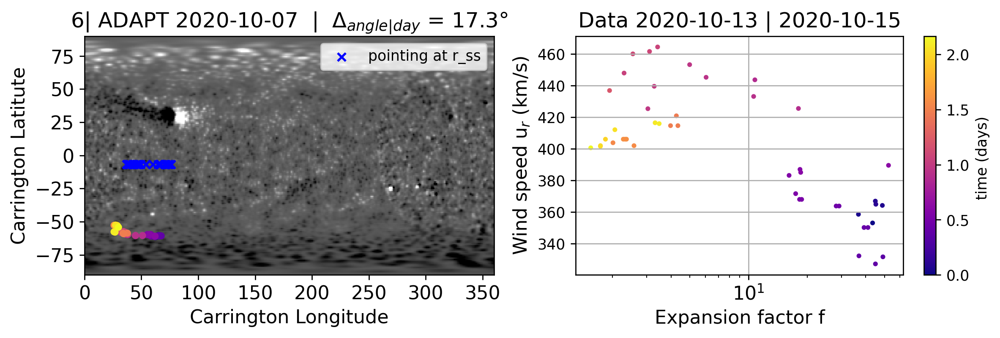 6| ADAPT 2020-10-07 | Δangle|day = 17.3°
pointing at r_ss
Carrington Latitute
75
50
25
0
−25
−50
−75
0 50 100 150 200 250 300 350
Carrington Longitude
Data 2020-10-13 | 2020-10-15
Wind speed ur (km/s)
460
440
420
400
380
360
340
10¹
Expansion factor f
2.0
1.5
1.0
0.5
0.0
time (days)